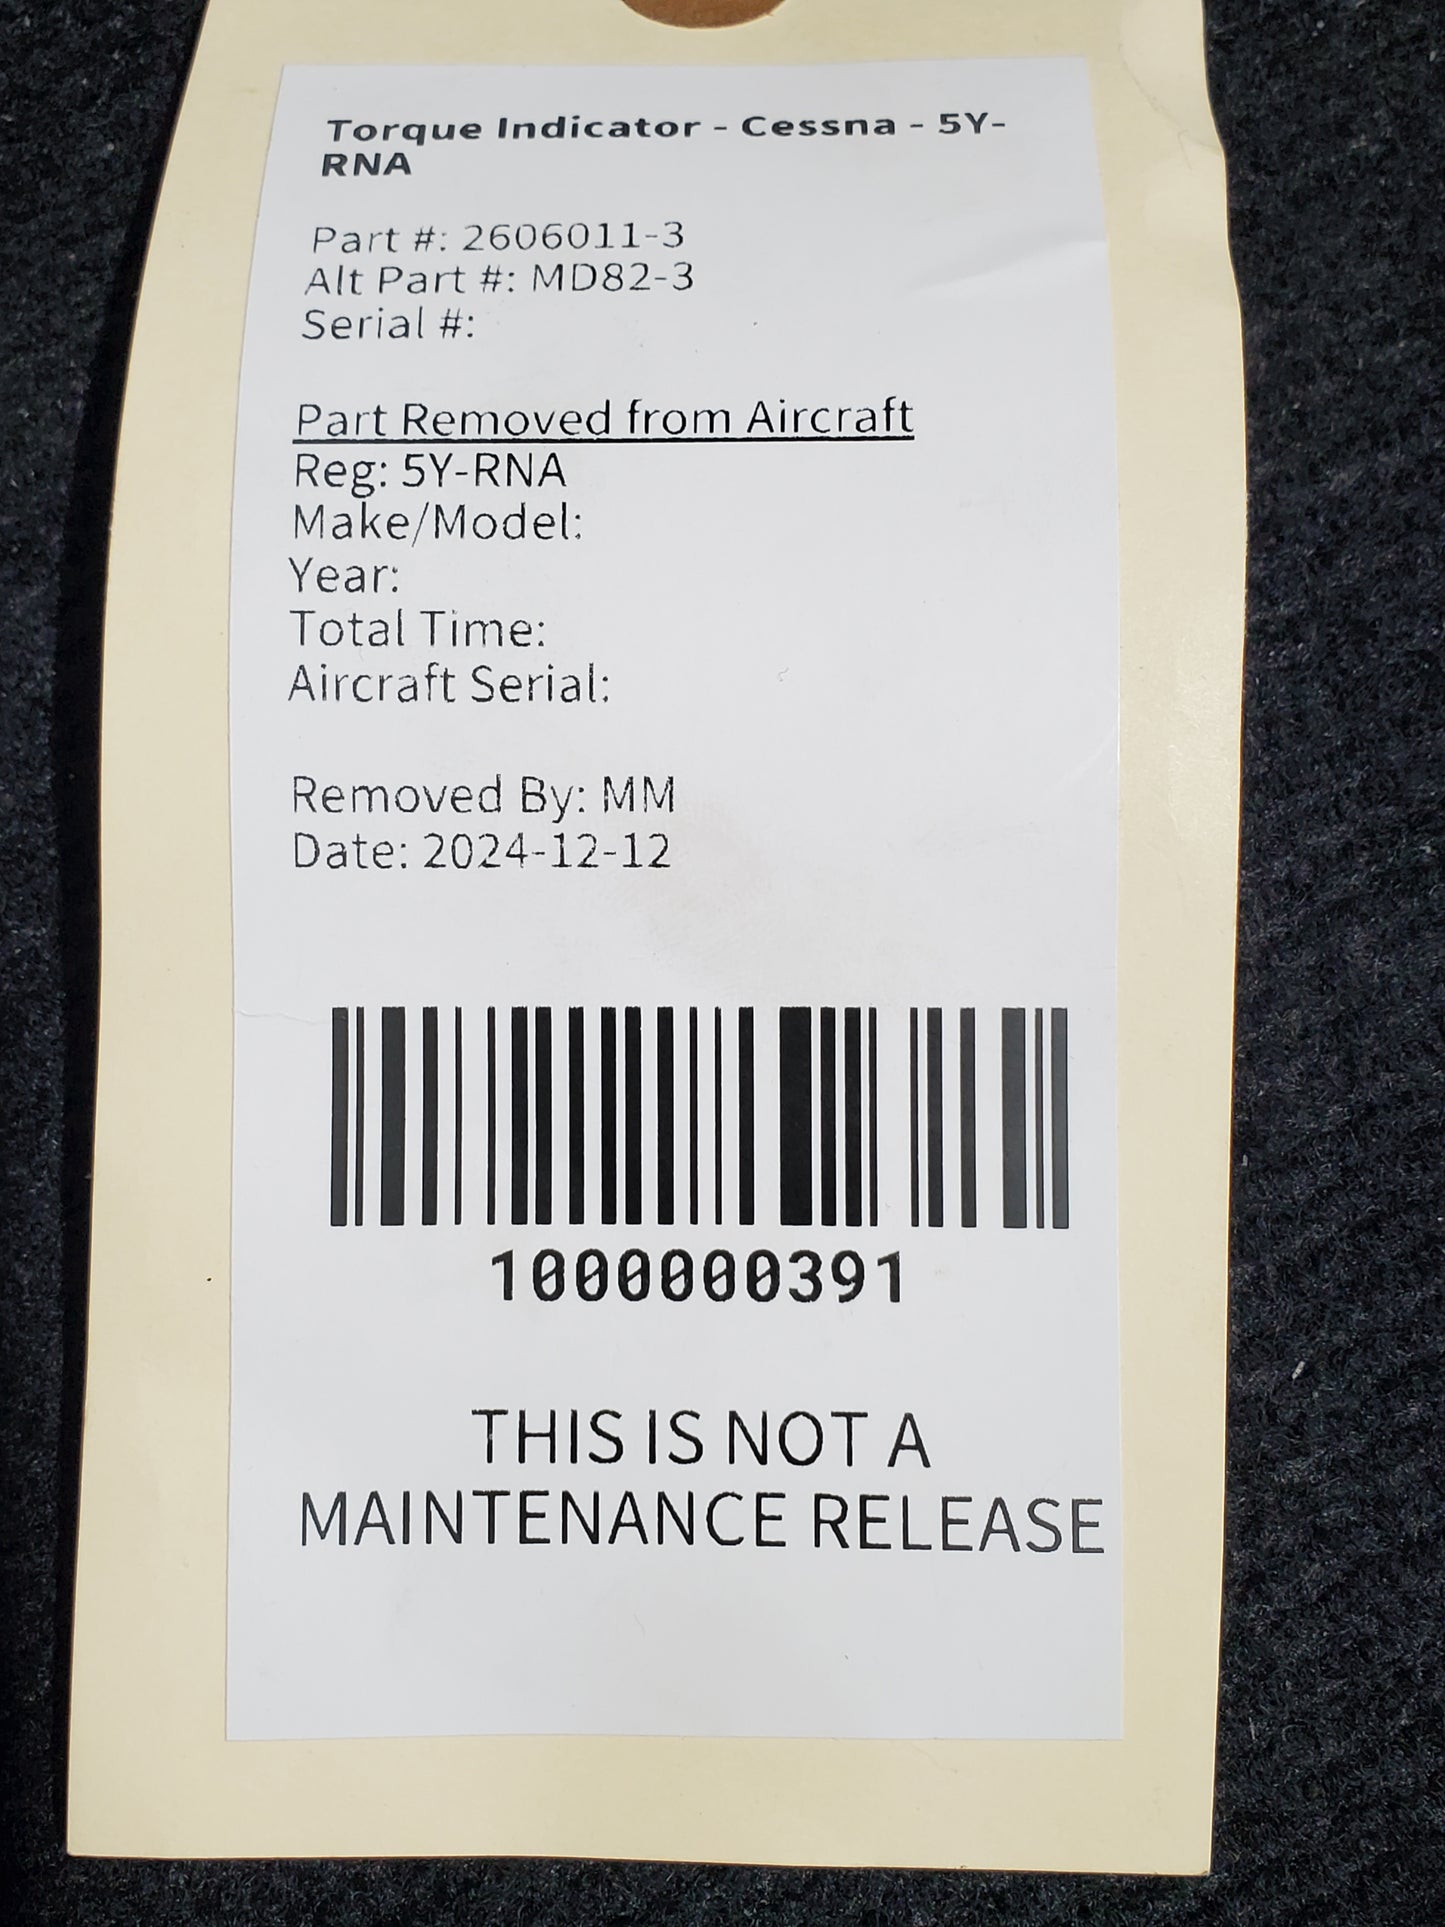 Torque Indicator - Cessna - 5Y-
RNA
Part #: 2606011-3
Alt Part #: MD82-3
Serial #:
Part Removed from Aircraft
Reg: 5Y-RNA
Make/Model:
Year:
Total Time:
Aircraft Serial:
Removed By: MM
Date: 2024-12-12
1000000391
THIS IS NOT A
MAINTENANCE RELEASE